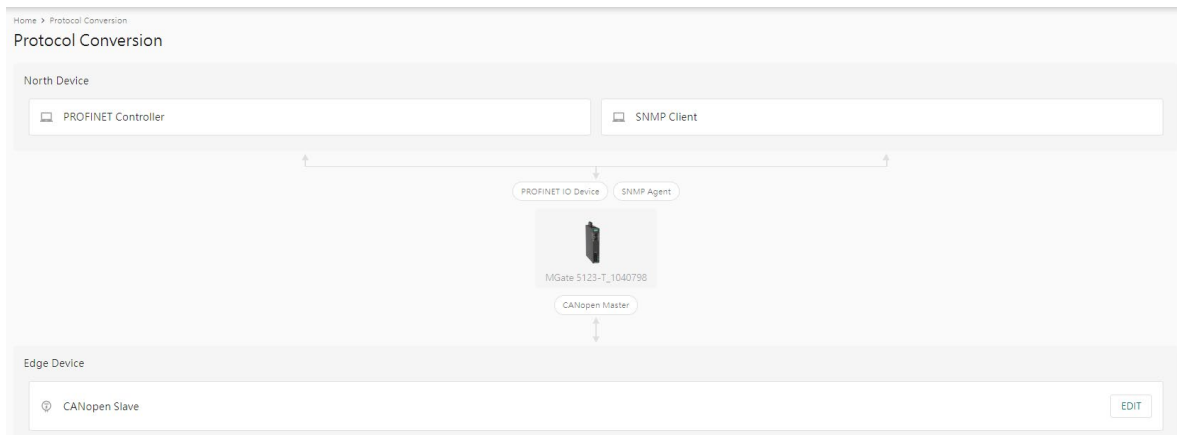 Home > Protocol Conversion
Protocol Conversion
North Device
PROFINET Controller
SNMP Client
PROFINET IO Device
SNMP Agent
MGate 5123-T_1040798
CANopen Master
Edge Device
CANopen Slave
EDIT